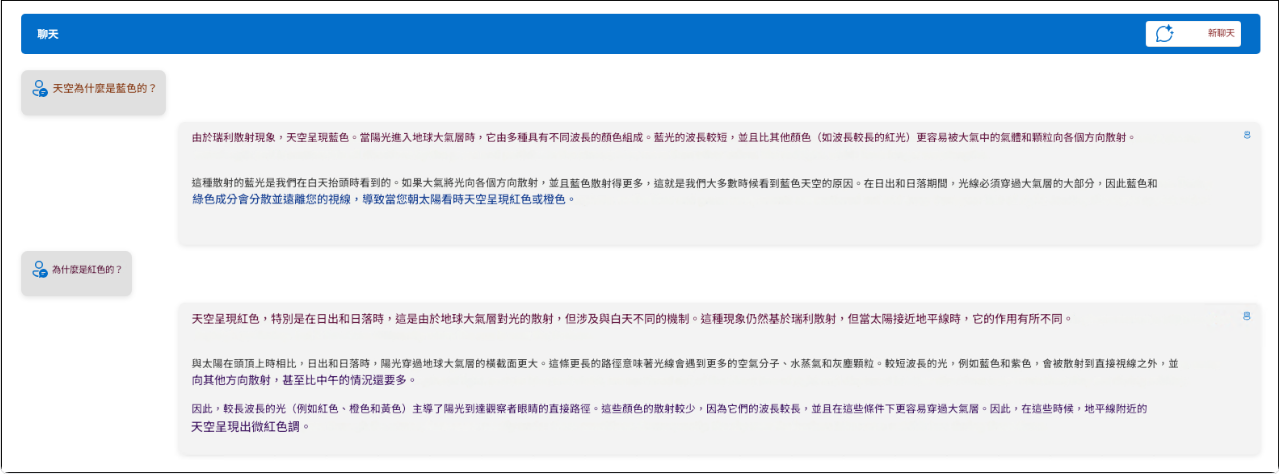 聊天
新聊天
天空為什麼是藍色的？
由於瑞利散射現象，天空呈現藍色。當陽光進入地球大氣層時，它由多種具有不同波長的顏色組成。藍光的波長較短，並且比其他顏色（如波長較長的紅光）更容易被大氣中的氣體和顆粒向各個方向散射。
這種散射的藍光是我們在白天抬頭時看到的。如果大氣將光向各個方向散射，並且藍色散射得更多，這就是我們大多數時候看到藍色天空的原因。在日出和日落期間，光線必須穿過大氣層的大部分，因此藍色和
綠色成分會分散並遠離您的視線，導致當您朝太陽看時天空呈現紅色或橙色。
為什麼是紅色的？
天空呈現紅色，特別是在日出和日落時，這是由於地球大氣層對光的散射，但涉及與白天不同的機制。這種現象仍然基於瑞利散射，但當太陽接近地平線時，它的作用有所不同。
與太陽在頭頂上時相比，日出和日落時，陽光穿過地球大氣層的橫截面更大。這條更長的路徑意味著光線會遇到更多的空氣分子、水蒸氣和灰塵顆粒。較短波長的光，例如藍色和紫色，會被散射到直接視線之外，並
向其他方向散射，甚至比中午的情況還要多。
因此，較長波長的光（例如紅色、橙色和黃色）主導了陽光到達觀察者眼睛的直接路徑。這些顏色的散射較少，因為它們的波長較長，並且在這些條件下更容易穿過大氣層。因此，在這些時候，地平線附近的
天空呈現出微紅色調。